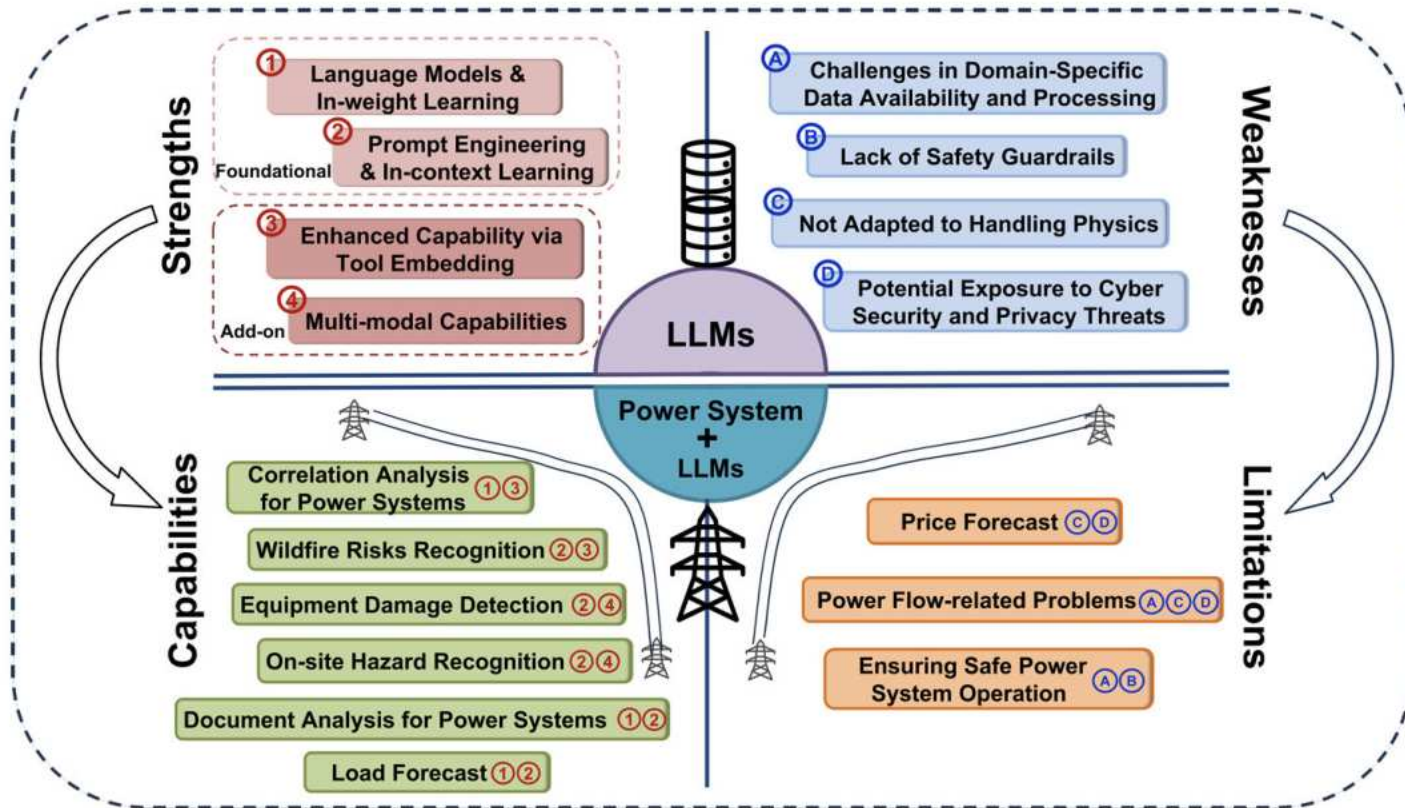 Strengths
① Language Models &
In-weight Learning
② Prompt Engineering
& In-context Learning
Foundational
③ Enhanced Capability via
Tool Embedding
④ Multi-modal Capabilities
Add-on
Weaknesses
Ⓐ Challenges in Domain-Specific
Data Availability and Processing
Ⓑ Lack of Safety Guardrails
Ⓒ Not Adapted to Handling Physics
Ⓓ Potential Exposure to Cyber
Security and Privacy Threats
LLMs
Power System
+
LLMs
Capabilities
Correlation Analysis
for Power Systems ①③
Wildfire Risks Recognition ②③
Equipment Damage Detection ②④
On-site Hazard Recognition ②④
Document Analysis for Power Systems ①②
Load Forecast ①②
Limitations
Price Forecast ⒸⒹ
Power Flow-related Problems ⒶⒸⒹ
Ensuring Safe Power
System Operation ⒶⒷ